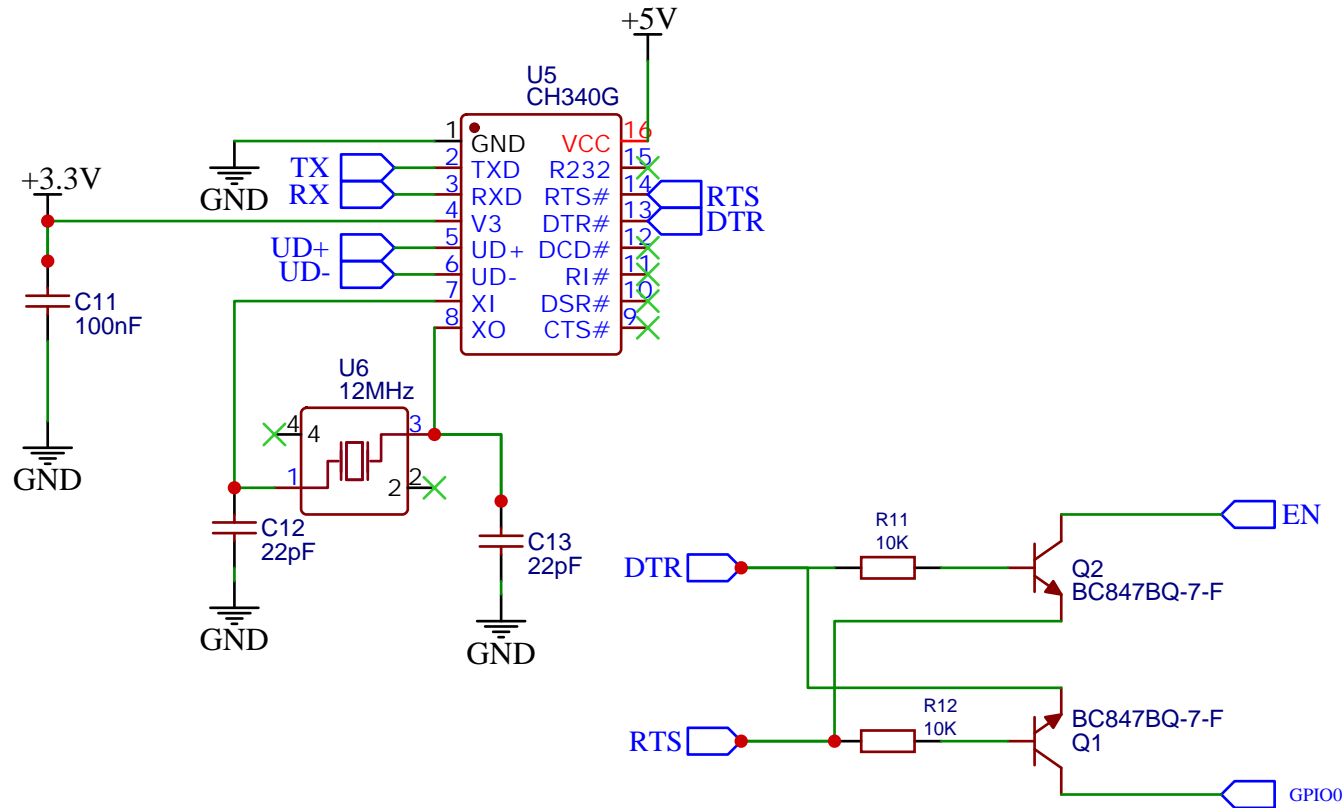 +5V
U5
CH340G
1 GND VCC 16
TX 2 TXD R232 15
RX 3 RXD RTS# 14 RTS
+3.3V 4 V3 DTR# 13 DTR
GND
UD+ 5 UD+ DCD# 12
UD- 6 UD- RI# 11
7 XI DSR# 10
8 XO CTS# 9
C11
100nF
GND
U6
12MHz
4 4 3
1 2 2
C12
22pF
GND
C13
22pF
GND
EN
R11
10K
DTR
Q2
BC847BQ-7-F
R12
10K
BC847BQ-7-F
Q1
RTS
GPIO0